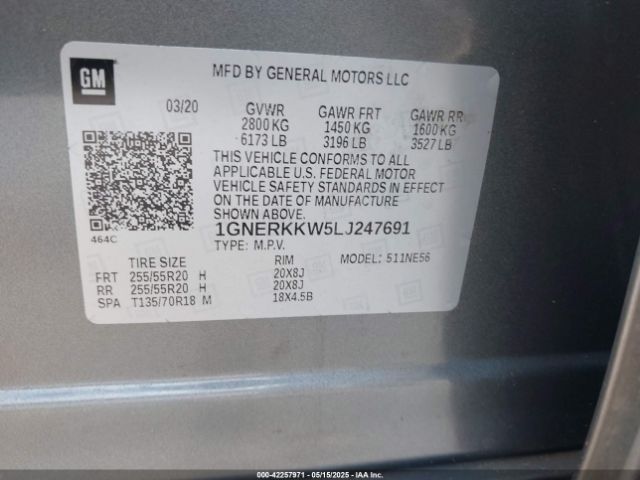 GM
MFD BY GENERAL MOTORS LLC
03/20 GVWR GAWR FRT GAWR RR
2800 KG 1450 KG 1600 KG
6173 LB 3196 LB 3527 LB
THIS VEHICLE CONFORMS TO ALL
APPLICABLE U.S. FEDERAL MOTOR
VEHICLE SAFETY STANDARDS IN EFFECT
ON THE DATE OF MANUFACTURE
SHOWN ABOVE.
464C
1GNERKKW5LJ247691
TYPE: M.P.V. MODEL: 511NE56
TIRE SIZE RIM
FRT 255/55R20 H 20X8J
RR 255/55R20 H 20X8J
SPA T135/70R18 M 18X4.5B
000-42257971 - 05/15/2025 - IAAI.COM